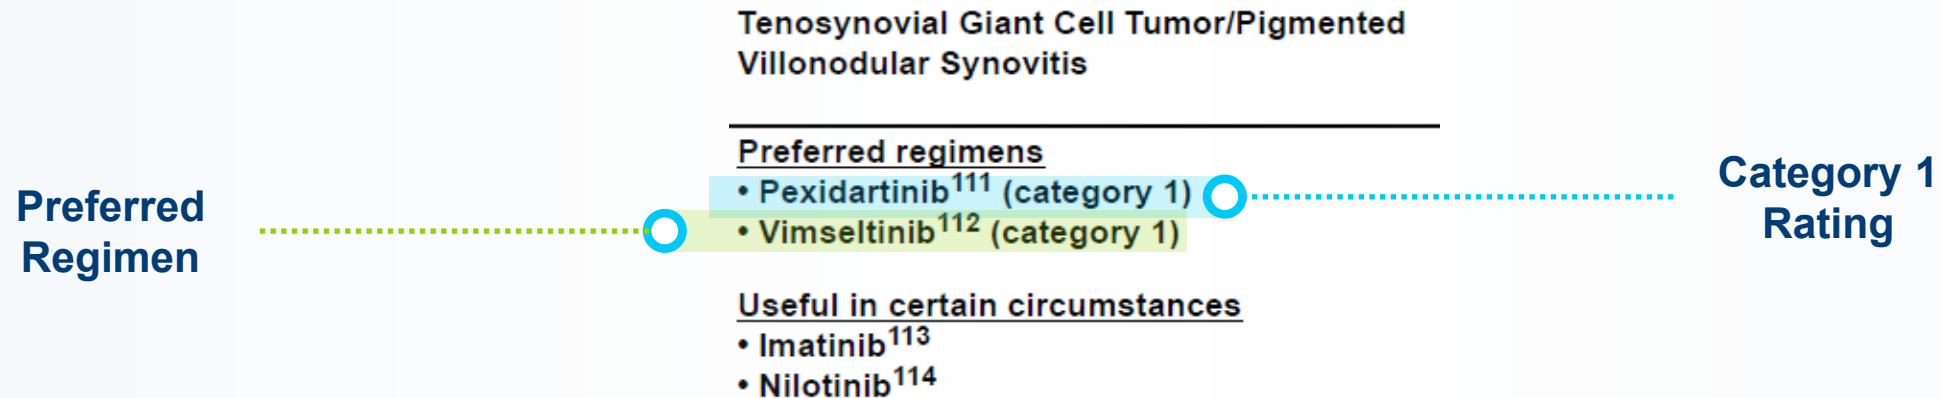 Tenosynovial Giant Cell Tumor/Pigmented
Villonodular Synovitis
Preferred regimens
• Pexidartinib111 (category 1)
• Vimseltinib112 (category 1)
Useful in certain circumstances
• Imatinib113
• Nilotinib114
Preferred
Regimen
Category 1
Rating